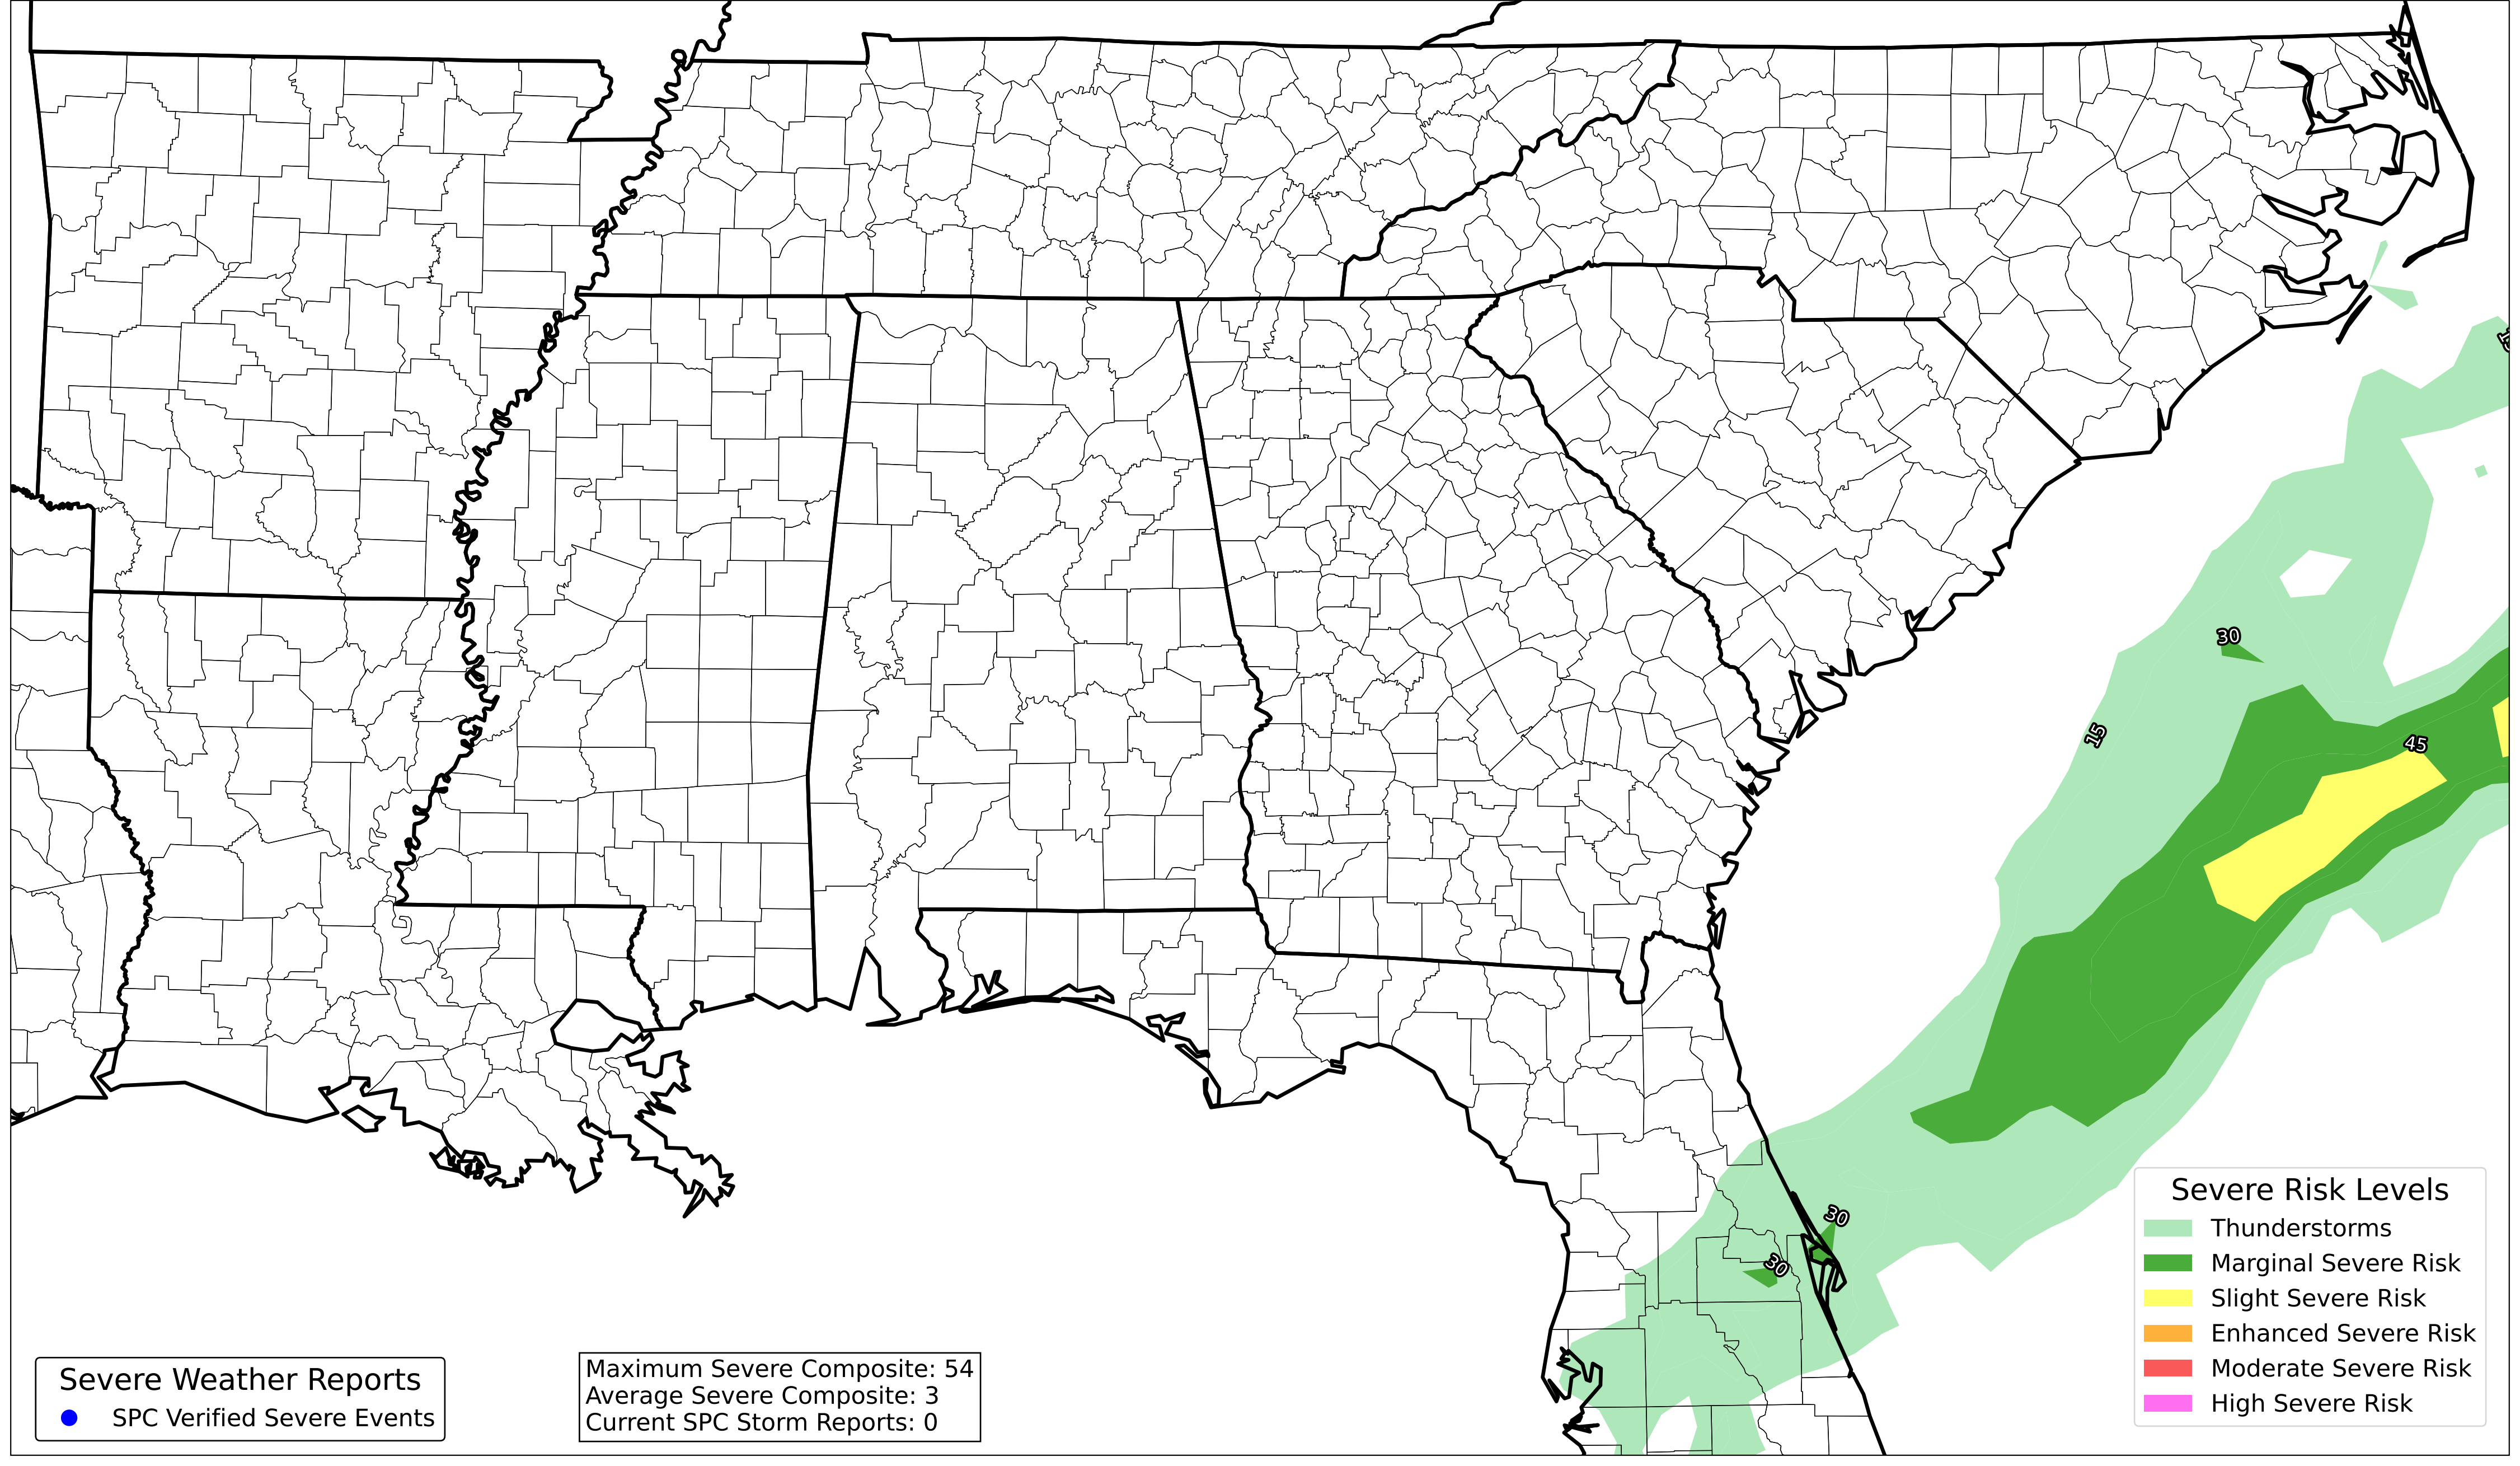 30
15
45
30
30
Severe Risk Levels
Thunderstorms
Marginal Severe Risk
Slight Severe Risk
Enhanced Severe Risk
Moderate Severe Risk
High Severe Risk
Severe Weather Reports
SPC Verified Severe Events
Maximum Severe Composite: 54
Average Severe Composite: 3
Current SPC Storm Reports: 0